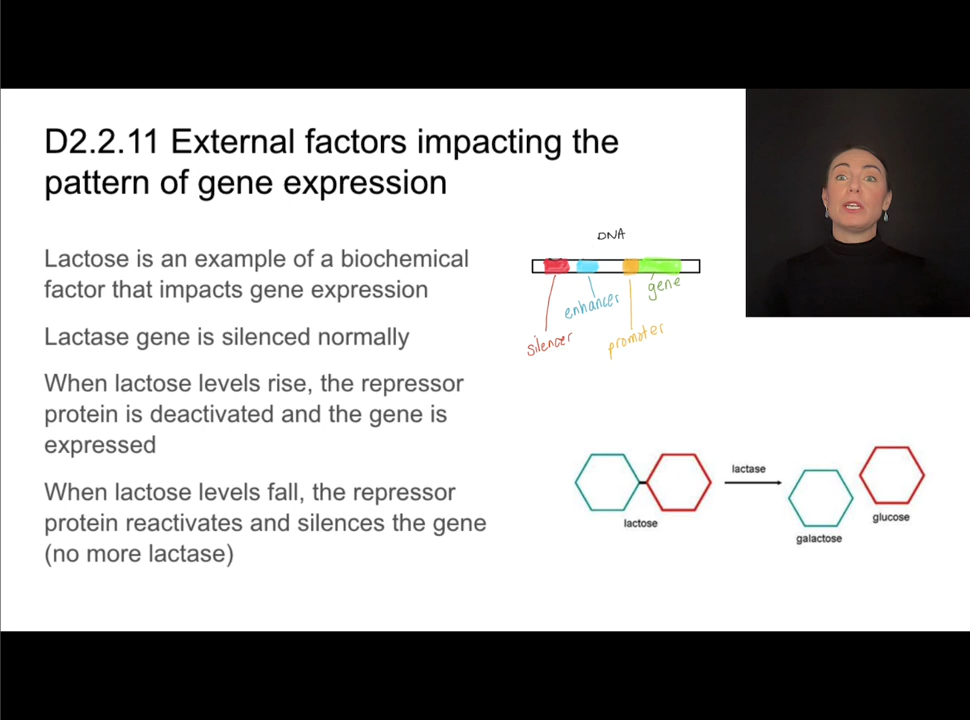 D2.2.11 External factors impacting the
pattern of gene expression
Lactose is an example of a biochemical
factor that impacts gene expression
Lactase gene is silenced normally
When lactose levels rise, the repressor
protein is deactivated and the gene is
expressed
When lactose levels fall, the repressor
protein reactivates and silences the gene
(no more lactase)
DNA
gene
enhancer
silencer
promoter
lactase
lactose
glucose
galactose